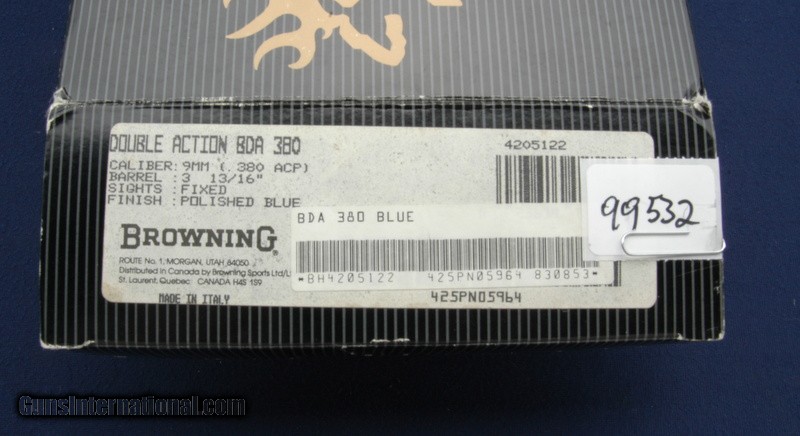 DOUBLE ACTION BDA 380
4205122
CALIBER: 9MM (.380 ACP)
BARREL : 3 13/16"
SIGHTS : FIXED
FINISH : POLISHED BLUE
99532
BDA 380 BLUE
BROWNING
ROUTE No. 1, MORGAN, UTAH 84050
Distributed in Canada by Browning Sports Ltd/L
St. Laurent, Quebec CANADA H4S 1S9
*BH4205122 425PN05964 830853*
MADE IN ITALY
425PN05964
GunsInternational.com